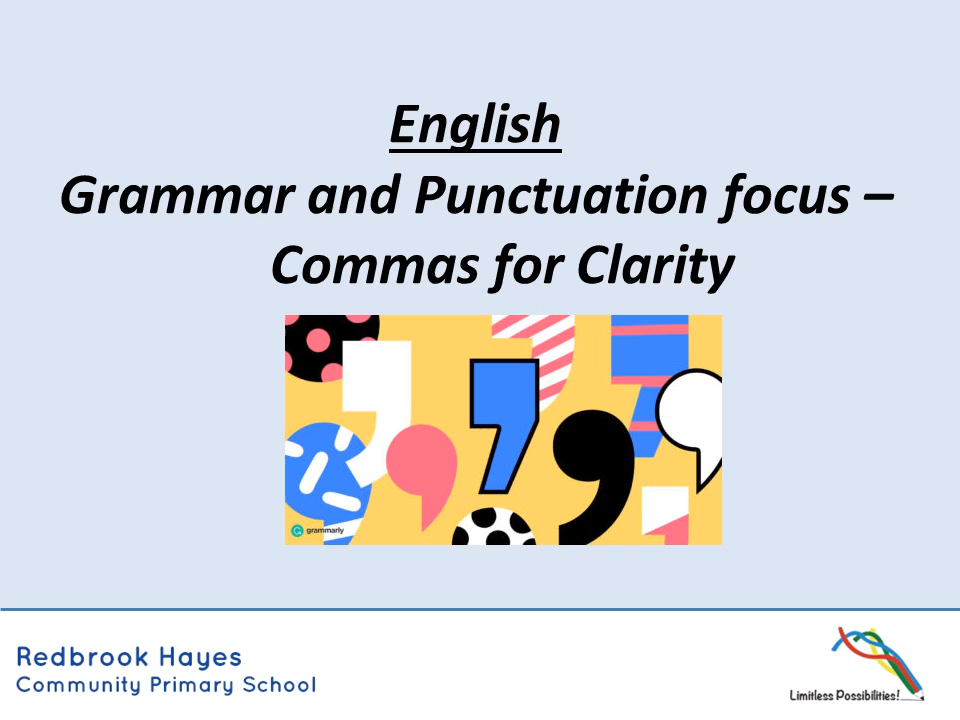 English
Grammar and Punctuation focus –
Commas for Clarity
grammarly
Redbrook Hayes
Community Primary School
Limitless Possibilities!